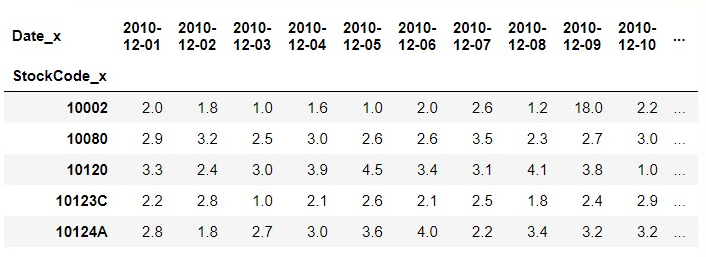 Date_x 2010-12-01 2010-12-02 2010-12-03 2010-12-04 2010-12-05 2010-12-06 2010-12-07 2010-12-08 2010-12-09 2010-12-10 ...
StockCode_x
10002 2.0 1.8 1.0 1.6 1.0 2.0 2.6 1.2 18.0 2.2 ...
10080 2.9 3.2 2.5 3.0 2.6 2.6 3.5 2.3 2.7 3.0 ...
10120 3.3 2.4 3.0 3.9 4.5 3.4 3.1 4.1 3.8 1.0 ...
10123C 2.2 2.8 1.0 2.1 2.6 2.1 2.5 1.8 2.4 2.9 ...
10124A 2.8 1.8 2.7 3.0 3.6 4.0 2.2 3.4 3.2 3.2 ...